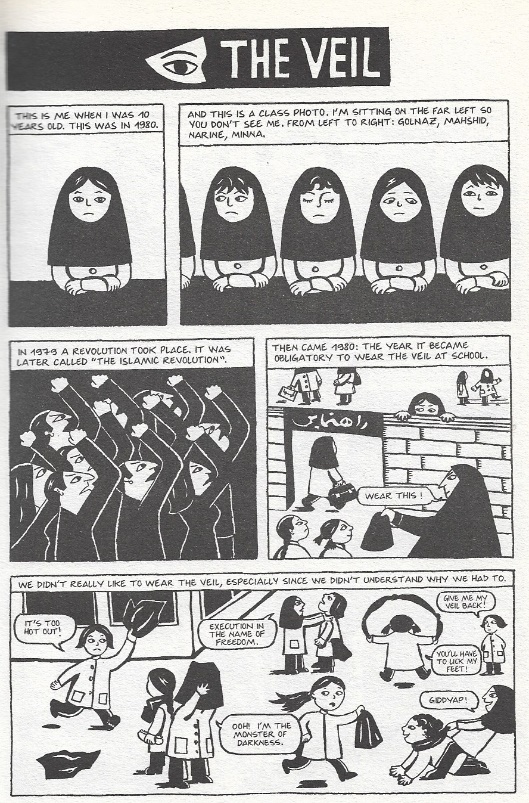 THE VEIL
THIS IS ME WHEN I WAS 10
YEARS OLD. THIS WAS IN 1980.
AND THIS IS A CLASS PHOTO. I'M SITTING ON THE FAR LEFT SO
YOU DON'T SEE ME. FROM LEFT TO RIGHT: GOLNAZ, MAHSHID,
NARINE, MINNA.
IN 1979 A REVOLUTION TOOK PLACE. IT WAS
LATER CALLED "THE ISLAMIC REVOLUTION".
THEN CAME 1980: THE YEAR IT BECAME
OBLIGATORY TO WEAR THE VEIL AT SCHOOL.
راهنمایی
WEAR THIS!
WE DIDN'T REALLY LIKE TO WEAR THE VEIL, ESPECIALLY SINCE WE DIDN'T UNDERSTAND WHY WE HAD TO.
IT'S TOO
HOT OUT!
EXECUTION IN
THE NAME OF
FREEDOM.
GIVE ME MY
VEIL BACK!
YOU'LL HAVE
TO LICK MY
FEET!
OOH! I'M THE
MONSTER OF
DARKNESS.
GIDDYAP!